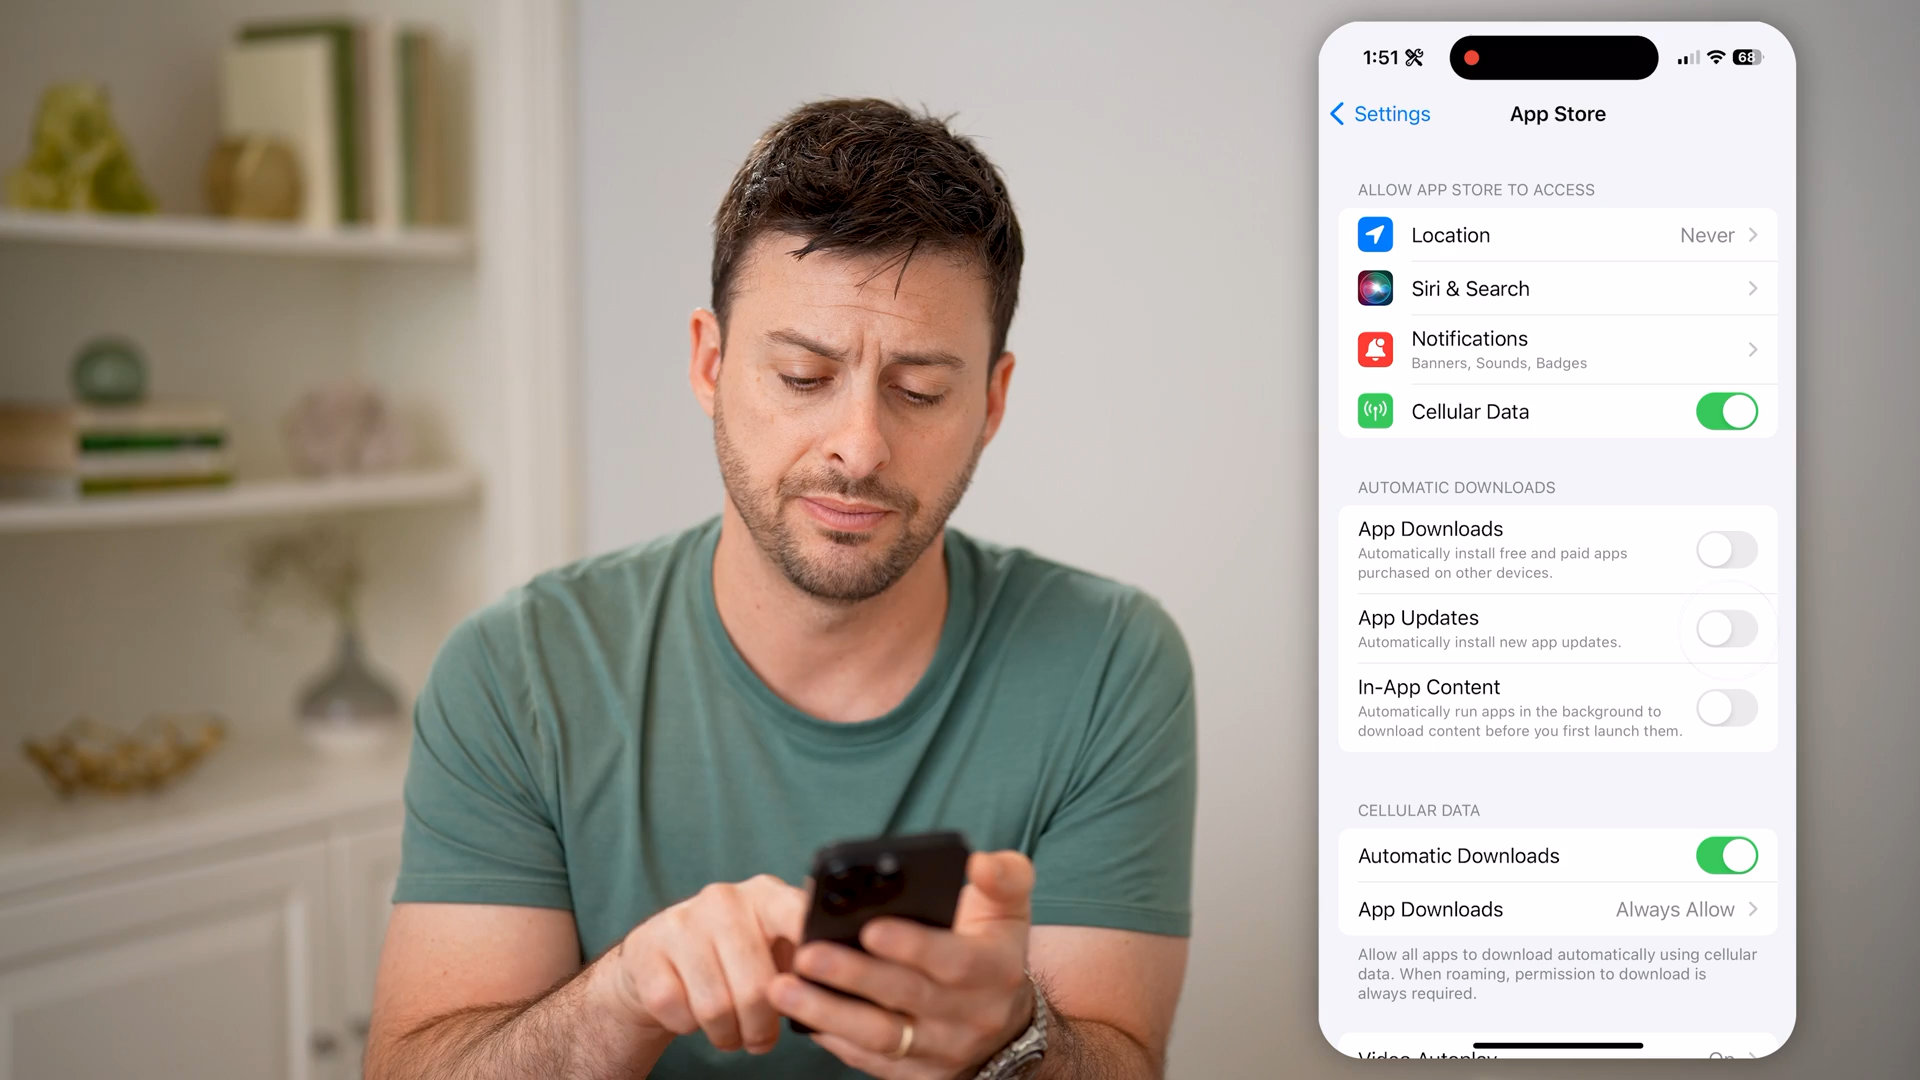 1:51
68
Settings
App Store
ALLOW APP STORE TO ACCESS
Location
Never
Siri & Search
Notifications
Banners, Sounds, Badges
Cellular Data
AUTOMATIC DOWNLOADS
App Downloads
Automatically install free and paid apps
purchased on other devices.
App Updates
Automatically install new app updates.
In-App Content
Automatically run apps in the background to
download content before you first launch them.
CELLULAR DATA
Automatic Downloads
App Downloads
Always Allow
Allow all apps to download automatically using cellular
data. When roaming, permission to download is
always required.
Video Autoplay
On